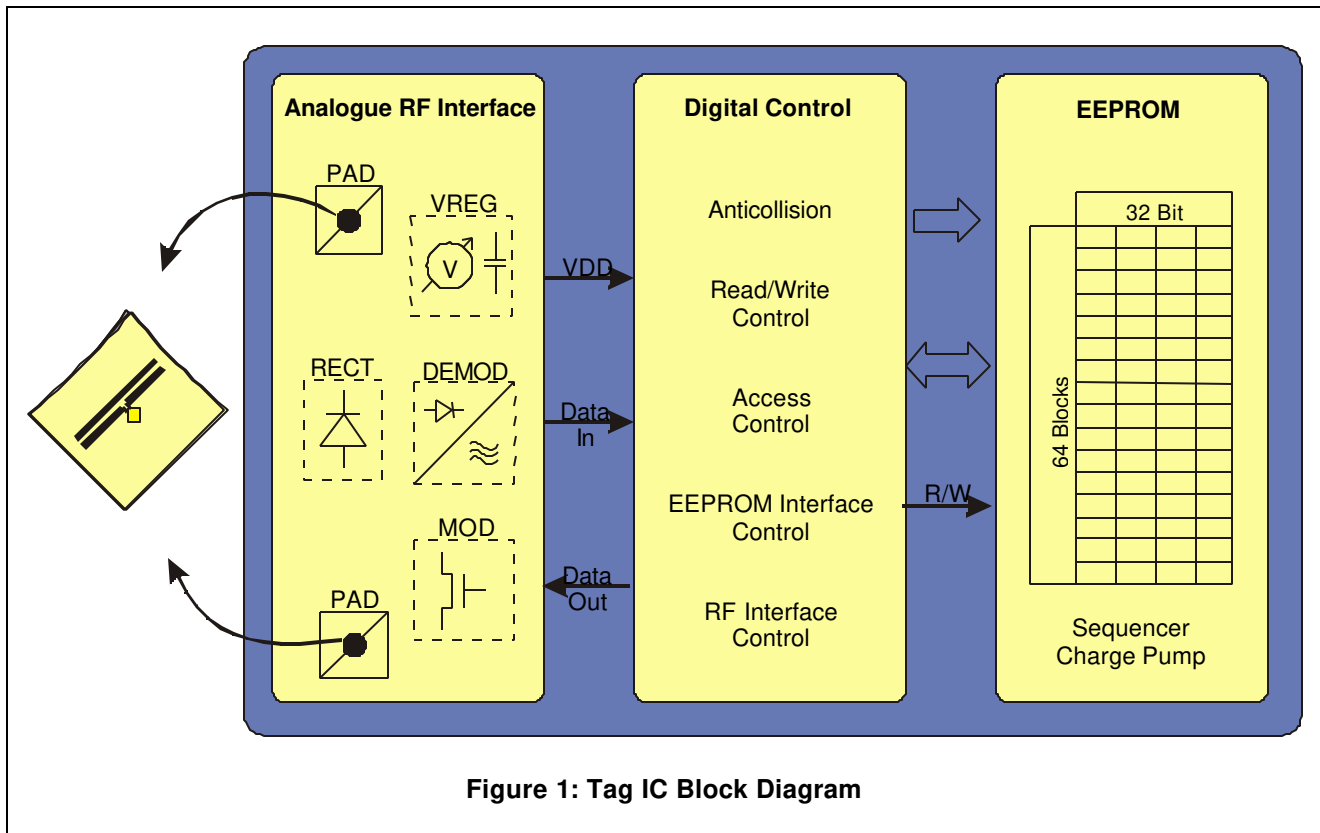 Analogue RF Interface
PAD
VREG
V
RECT
DEMOD
MOD
PAD
VDD
Data
In
Data
Out
Digital Control
Anticollision
Read/Write
Control
Access
Control
EEPROM Interface
Control
RF Interface
Control
R/W
EEPROM
32 Bit
64 Blocks
Sequencer
Charge Pump
Figure 1: Tag IC Block Diagram